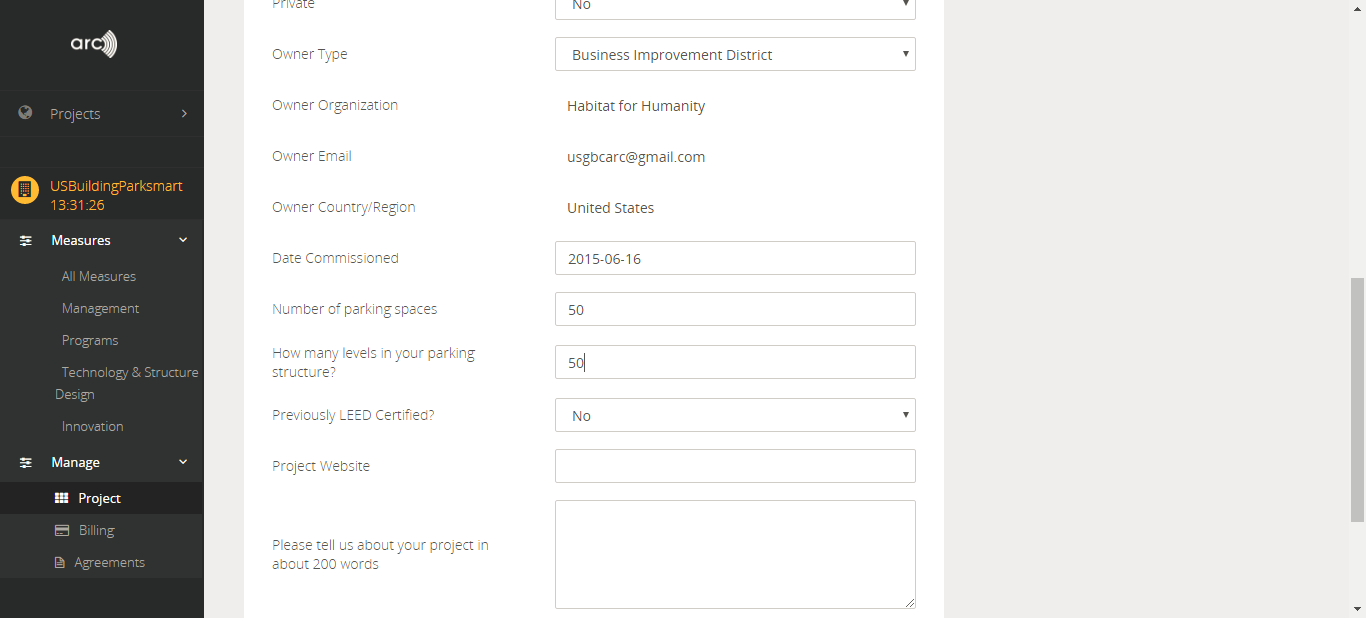 arc
Projects
USBuildingParksmart
13:31:26
Measures
All Measures
Management
Programs
Technology & Structure
Design
Innovation
Manage
Project
Billing
Agreements
Private
No
Owner Type
Business Improvement District
Owner Organization
Habitat for Humanity
Owner Email
usgbcarc@gmail.com
Owner Country/Region
United States
Date Commissioned
2015-06-16
Number of parking spaces
50
How many levels in your parking
structure?
50
Previously LEED Certified?
No
Project Website
Please tell us about your project in
about 200 words